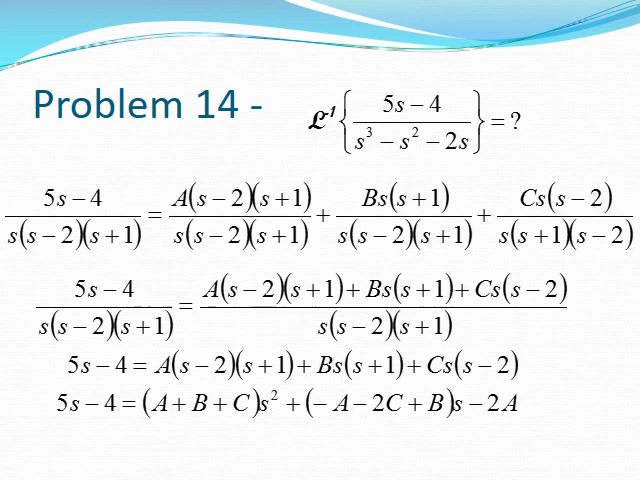 Problem 14 -
ℒ⁻¹{(5s − 4)/(s³ − s² − 2s)} = ?
(5s − 4)/(s(s − 2)(s + 1)) = A(s − 2)(s + 1)/(s(s − 2)(s + 1)) + Bs(s + 1)/(s(s − 2)(s + 1)) + Cs(s − 2)/(s(s + 1)(s − 2))
(5s − 4)/(s(s − 2)(s + 1)) = (A(s − 2)(s + 1) + Bs(s + 1) + Cs(s − 2))/(s(s − 2)(s + 1))
5s − 4 = A(s − 2)(s + 1) + Bs(s + 1) + Cs(s − 2)
5s − 4 = (A + B + C)s² + (− A − 2C + B)s − 2A